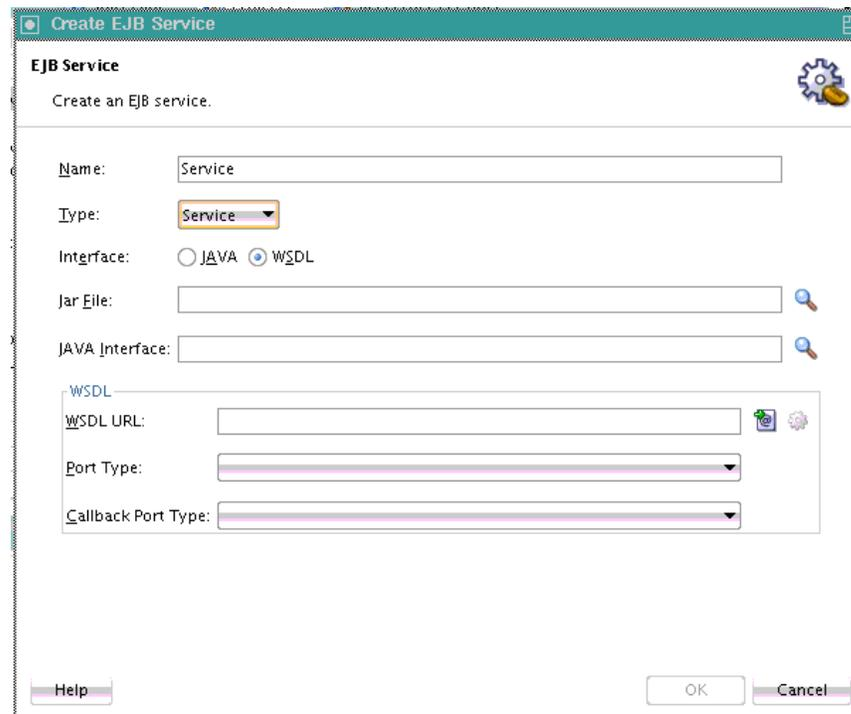 Create EJB Service
EJB Service
Create an EJB service.
Name: Service
Type: Service
Interface: JAVA WSDL
Jar File:
JAVA Interface:
WSDL
WSDL URL:
Port Type:
Callback Port Type:
Help OK Cancel